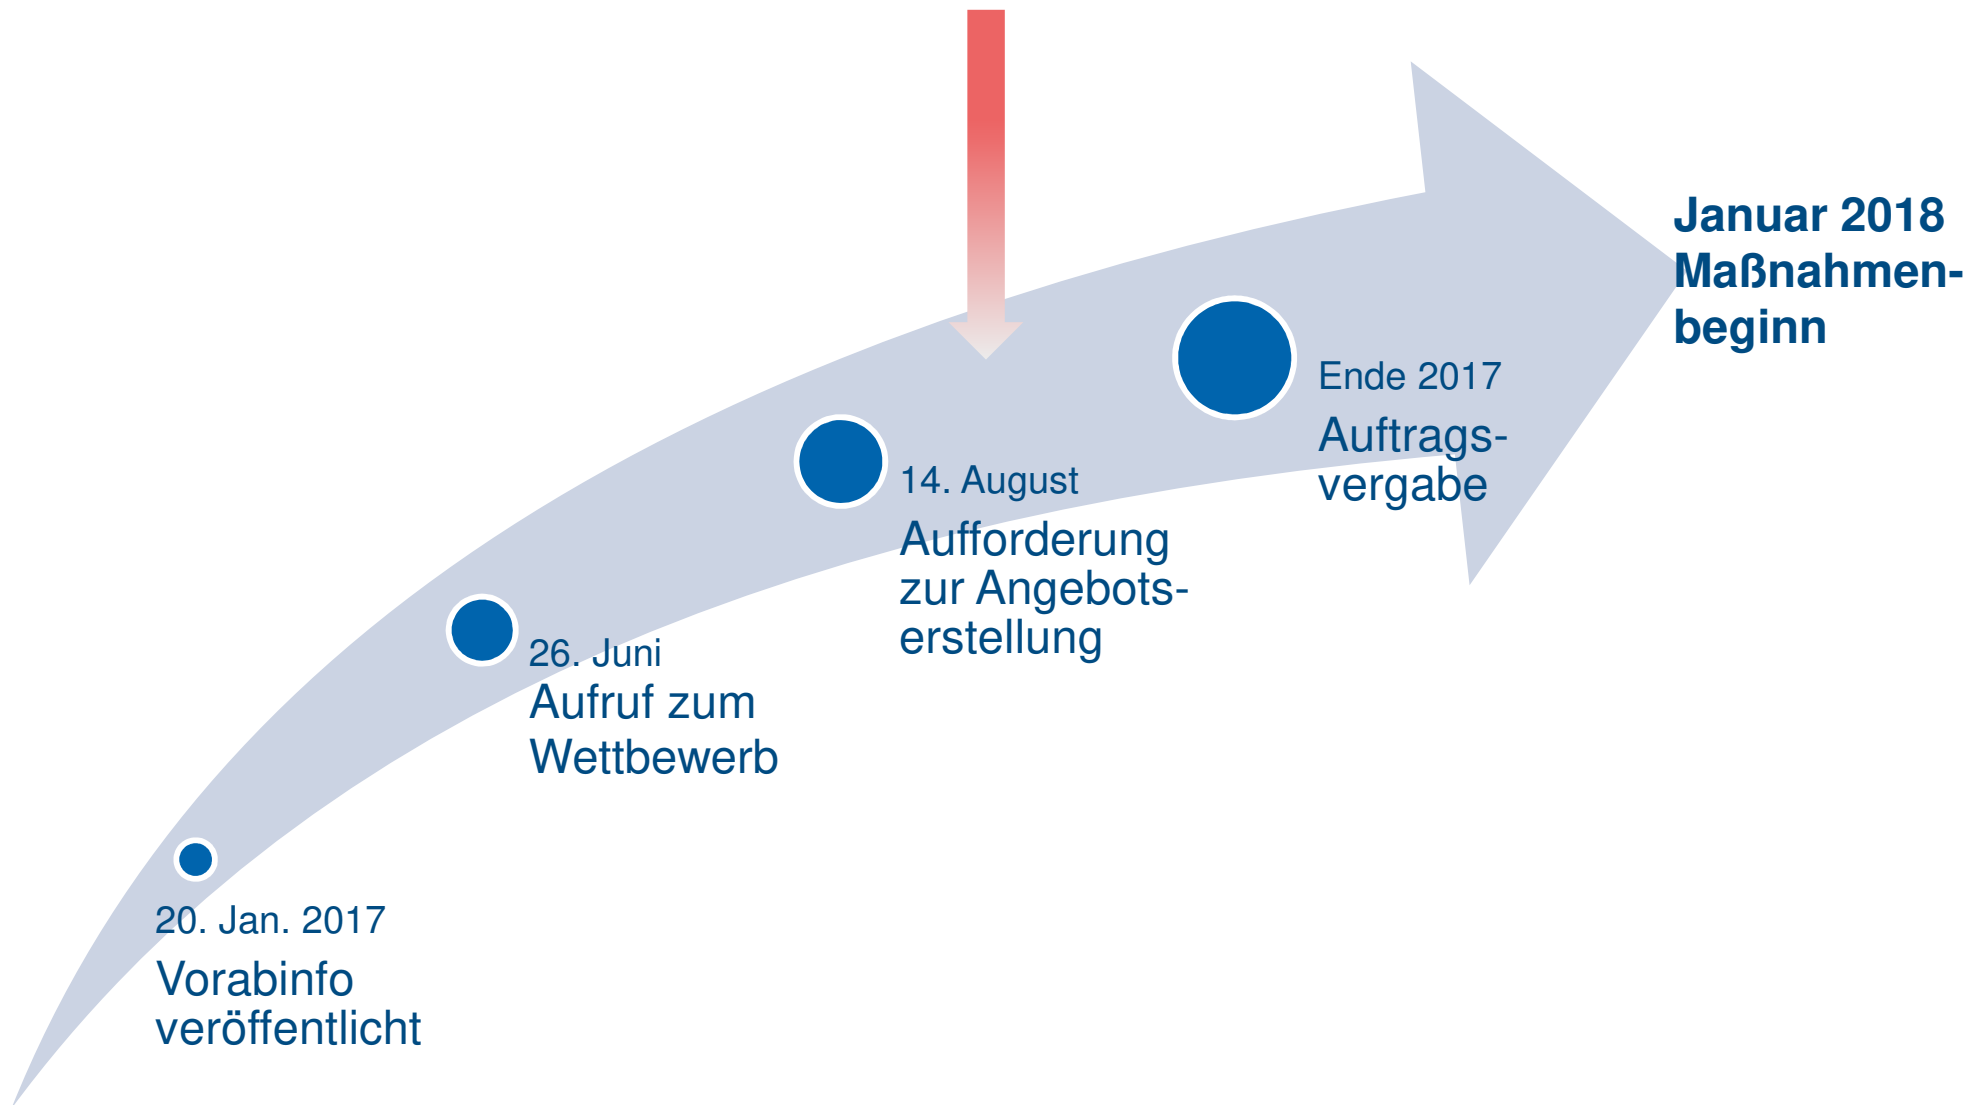 20. Jan. 2017
Vorabinfo
veröffentlicht
26. Juni
Aufruf zum
Wettbewerb
14. August
Aufforderung
zur Angebots-
erstellung
Ende 2017
Auftrags-
vergabe
Januar 2018
Maßnahmen-
beginn